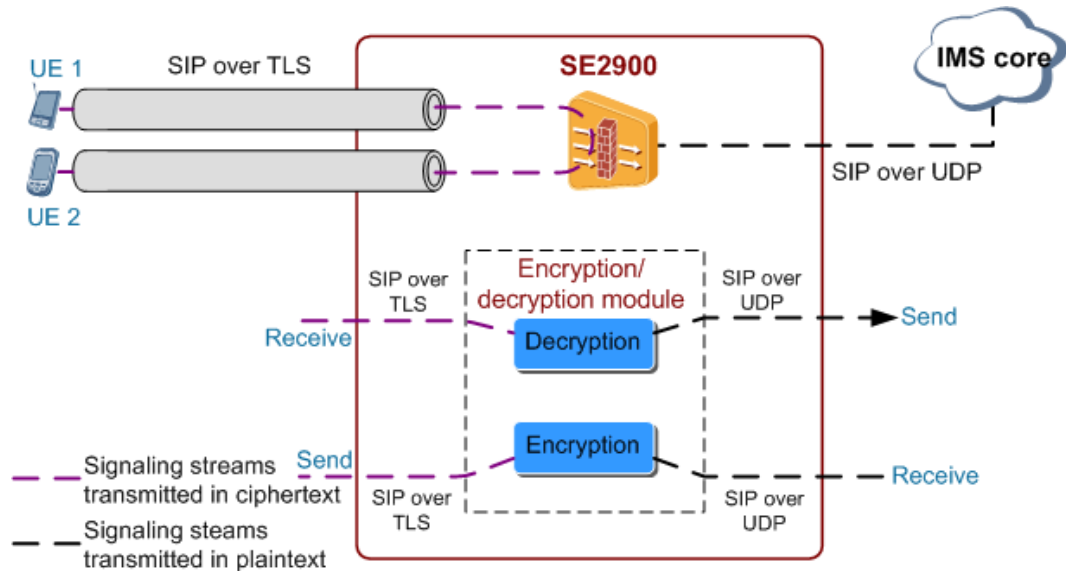 UE 1
SIP over TLS
SE2900
IMS core
SIP over UDP
UE 2
SIP over
TLS
Encryption/
decryption module
SIP over
UDP
Receive
Decryption
Send
Signaling streams
transmitted in ciphertext
Send
Encryption
Receive
SIP over
TLS
SIP over
UDP
Signaling steams
transmitted in plaintext